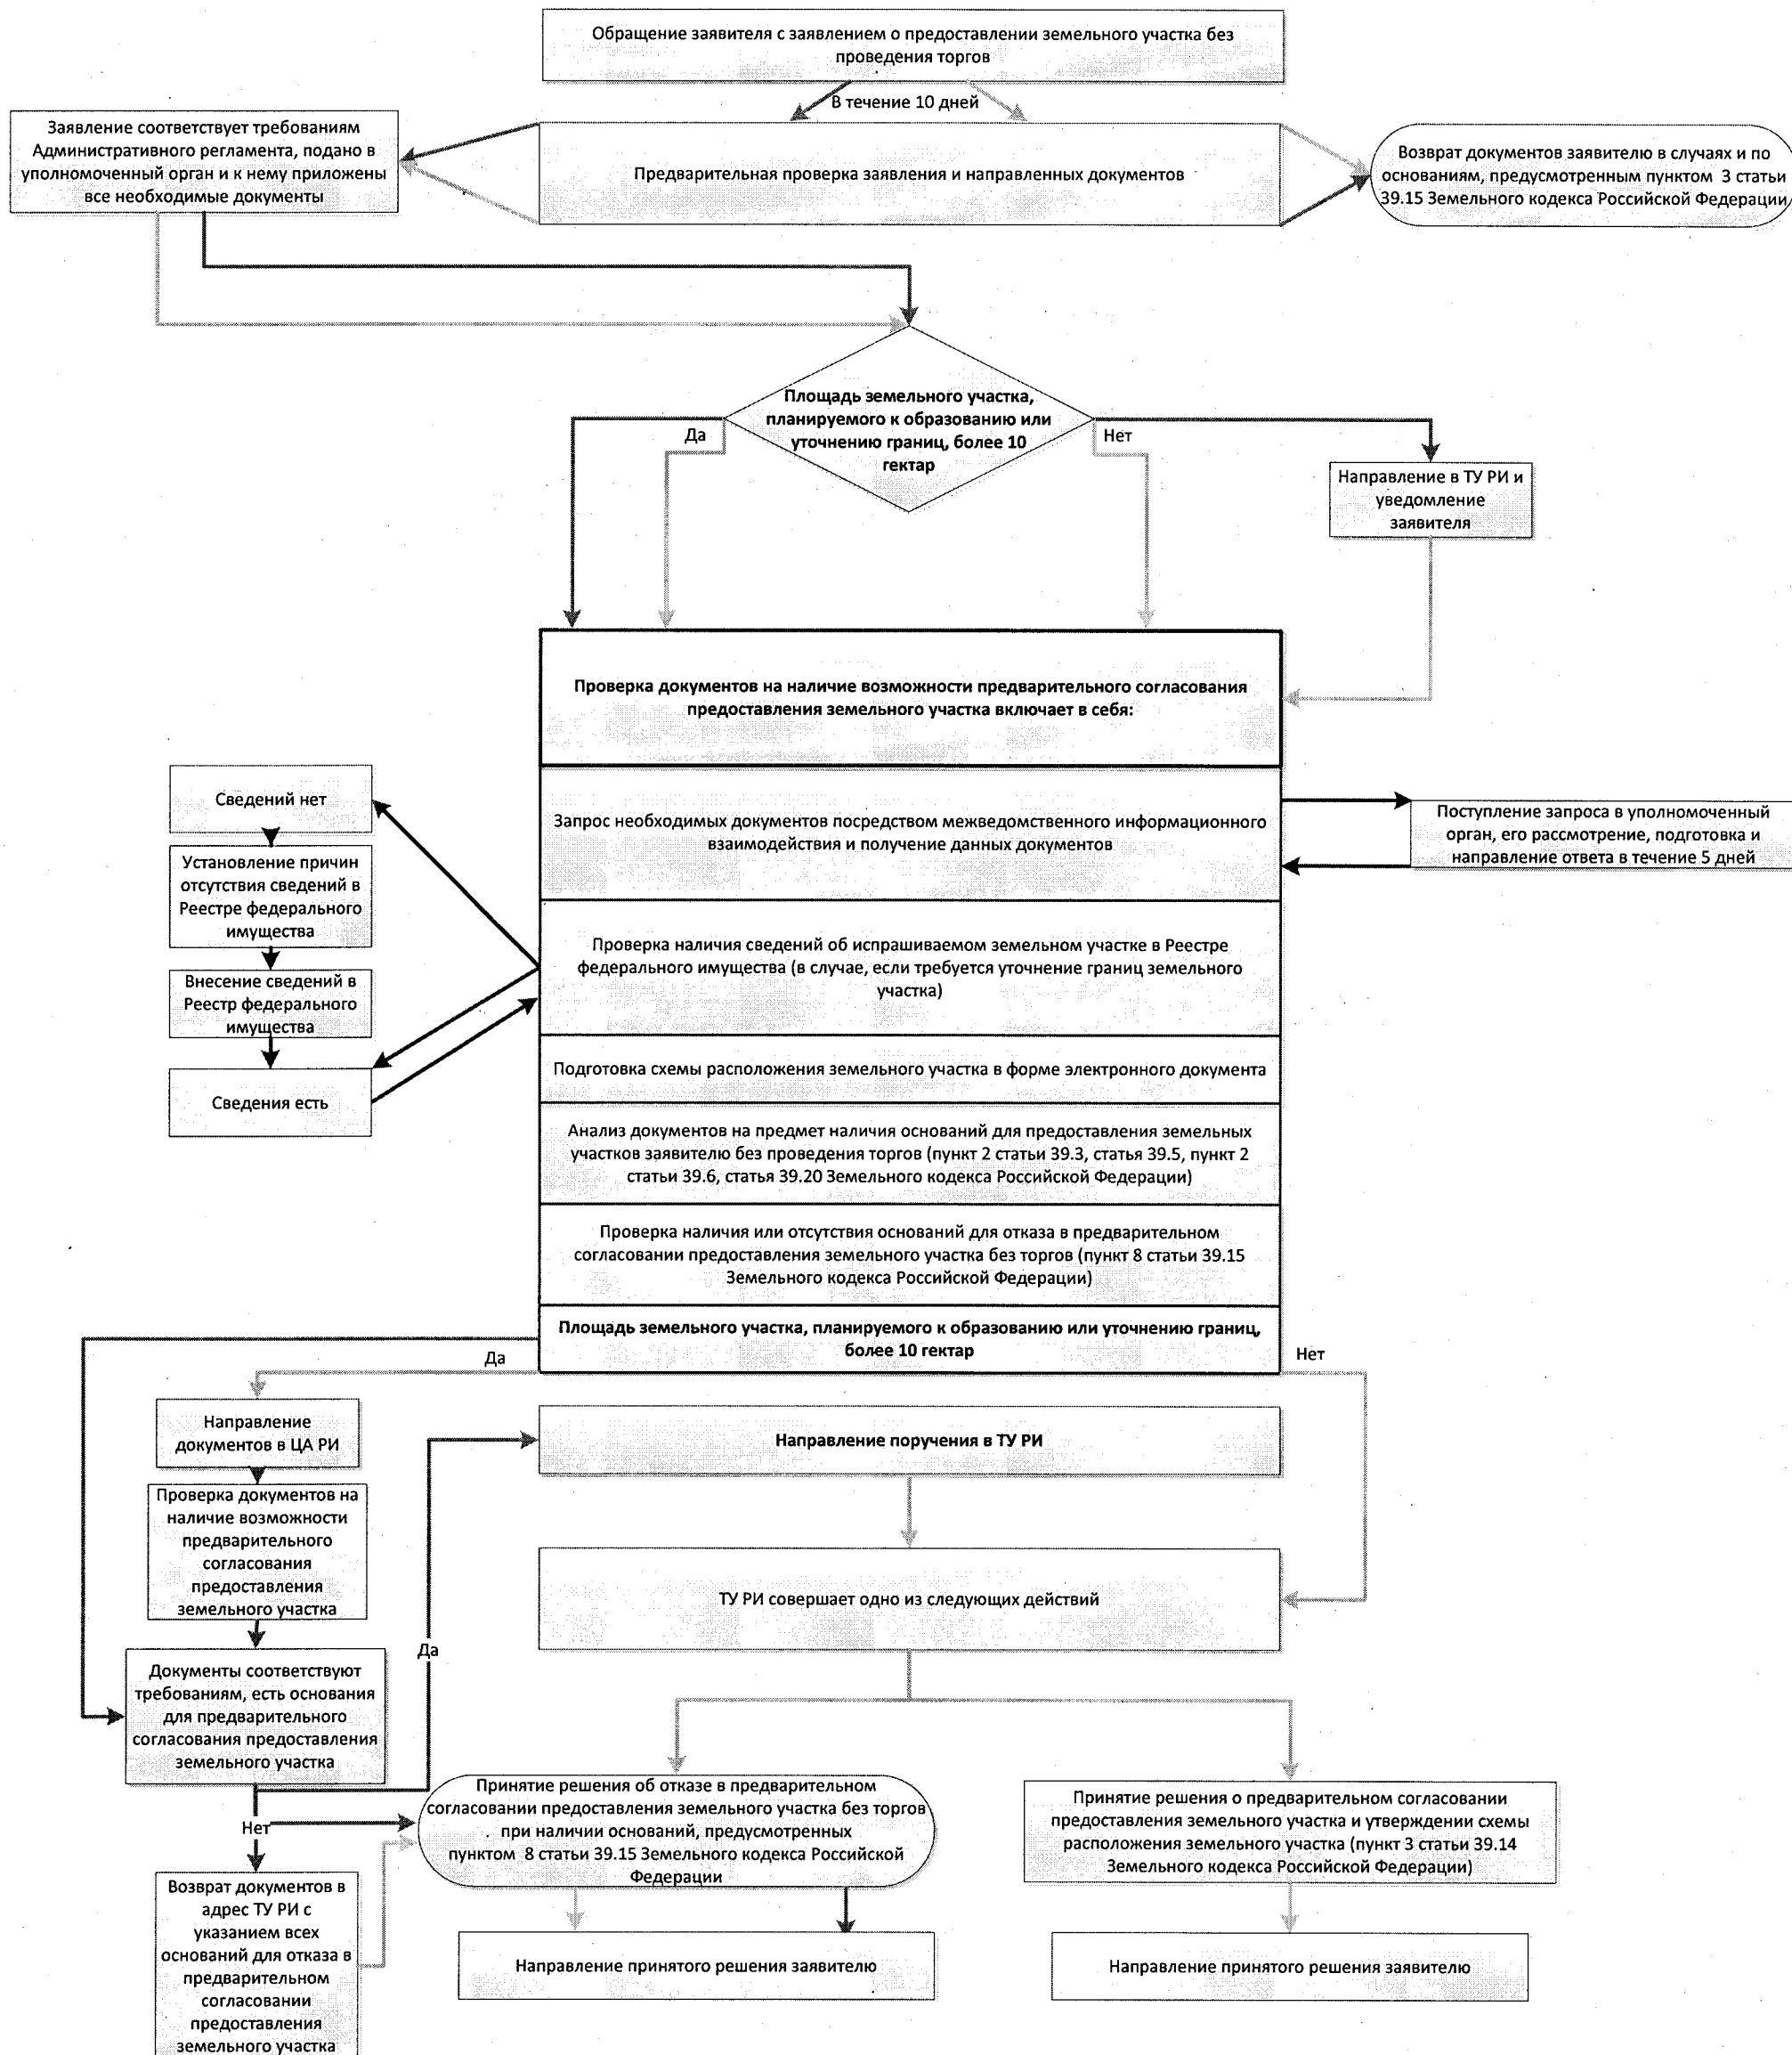 Обращение заявителя с заявлением о предоставлении земельного участка без
проведения торгов
В течение 10 дней
Заявление соответствует требованиям
Административного регламента, подано в
уполномоченный орган и к нему приложены
все необходимые документы
Предварительная проверка заявления и направленных документов
Возврат документов заявителю в случаях и по
основаниям, предусмотренным пунктом 3 статьи
39.15 Земельного кодекса Российской Федерации
Площадь земельного участка,
планируемого к образованию или
уточнению границ, более 10
гектар
Да
Нет
Направление в ТУ РИ и
уведомление
заявителя
Проверка документов на наличие возможности предварительного согласования
предоставления земельного участка включает в себя:
Запрос необходимых документов посредством межведомственного информационного
взаимодействия и получение данных документов
Поступление запроса в уполномоченный
орган, его рассмотрение, подготовка и
направление ответа в течение 5 дней
Сведений нет
Установление причин
отсутствия сведений в
Реестре федерального
имущества
Внесение сведений в
Реестр федерального
имущества
Сведения есть
Проверка наличия сведений об испрашиваемом земельном участке в Реестре
федерального имущества (в случае, если требуется уточнение границ земельного
участка)
Подготовка схемы расположения земельного участка в форме электронного документа
Анализ документов на предмет наличия оснований для предоставления земельных
участков заявителю без проведения торгов (пункт 2 статьи 39.3, статья 39.5, пункт 2
статьи 39.6, статья 39.20 Земельного кодекса Российской Федерации)
Проверка наличия или отсутствия оснований для отказа в предварительном
согласовании предоставления земельного участка без торгов (пункт 8 статьи 39.15
Земельного кодекса Российской Федерации)
Площадь земельного участка, планируемого к образованию или уточнению границ,
более 10 гектар
Да
Нет
Направление
документов в ЦА РИ
Проверка документов на
наличие возможности
предварительного
согласования
предоставления
земельного участка
Документы соответствуют
требованиям, есть основания
для предварительного
согласования предоставления
земельного участка
Да
Нет
Направление поручения в ТУ РИ
ТУ РИ совершает одно из следующих действий
Возврат документов в
адрес ТУ РИ с
указанием всех
оснований для отказа в
предварительном
согласовании
предоставления
земельного участка
Принятие решения об отказе в предварительном
согласовании предоставления земельного участка без торгов
при наличии оснований, предусмотренных
пунктом 8 статьи 39.15 Земельного кодекса Российской
Федерации
Принятие решения о предварительном согласовании
предоставления земельного участка и утверждении схемы
расположения земельного участка (пункт 3 статьи 39.14
Земельного кодекса Российской Федерации)
Направление принятого решения заявителю
Направление принятого решения заявителю